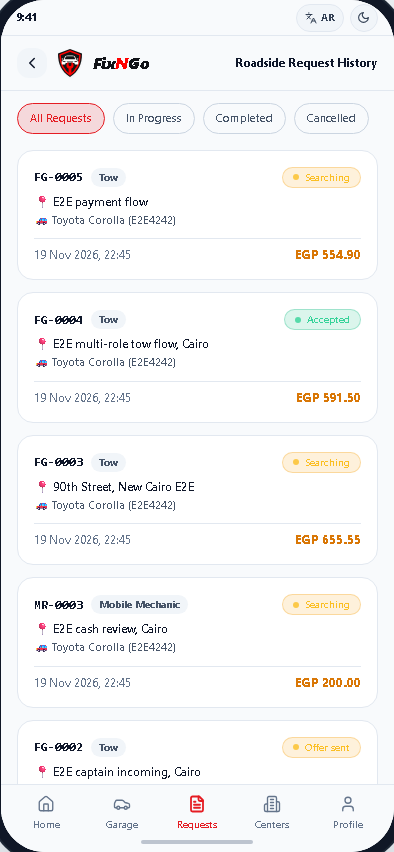 9:41
AR
FixNGo
Roadside Request History
All Requests
In Progress
Completed
Cancelled
FG-0005 Tow Searching
E2E payment flow
Toyota Corolla (E2E4242)
19 Nov 2026, 22:45 EGP 554.90
FG-0004 Tow Accepted
E2E multi-role tow flow, Cairo
Toyota Corolla (E2E4242)
19 Nov 2026, 22:45 EGP 591.50
FG-0003 Tow Searching
90th Street, New Cairo E2E
Toyota Corolla (E2E4242)
19 Nov 2026, 22:45 EGP 655.55
MR-0003 Mobile Mechanic Searching
E2E cash review, Cairo
Toyota Corolla (E2E4242)
19 Nov 2026, 22:45 EGP 200.00
FG-0002 Tow Offer sent
E2E captain incoming, Cairo
Home
Garage
Requests
Centers
Profile